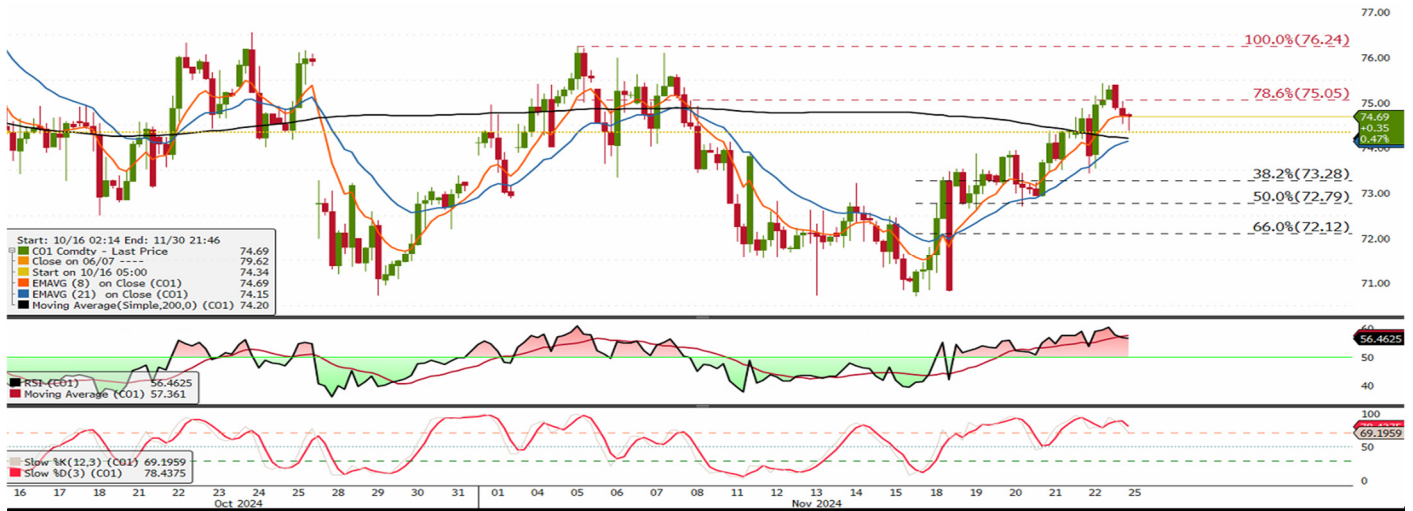 77.00
100.0%(76.24)
76.00
78.6%(75.05)
75.00
74.69
+0.35
0.47%
74.00
38.2%(73.28)
73.00
50.0%(72.79)
66.0%(72.12)
72.00
71.00
Start: 10/16 02:14 End: 11/30 21:46
CO1 Comdty - Last Price 74.69
Close on 06/07 ---- 79.62
Start on 10/16 05:00 74.34
EMAVG (8) on Close (CO1) 74.69
EMAVG (21) on Close (CO1) 74.15
Moving Average(Simple,200,0) (CO1) 74.20
60
56.4625
50
40
RSI (CO1) 56.4625
Moving Average (CO1) 57.361
100
78.4375
69.1959
50
0
Slow %K(12,3) (CO1) 69.1959
Slow %D(3) (CO1) 78.4375
16 17 18 21 22 23 24 25 28 29 30 31 01 04 05 06 07 08 11 12 13 14 15 18 19 20 21 22 25
Oct 2024 Nov 2024